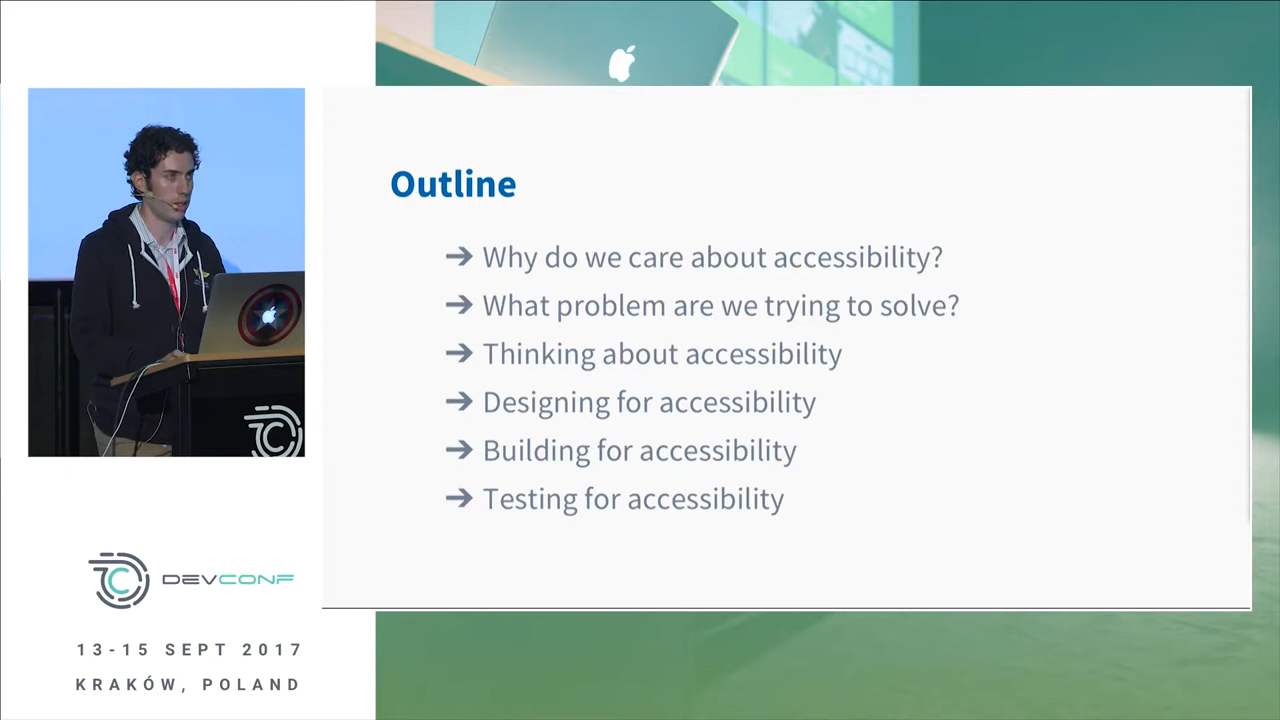 Outline
➔ Why do we care about accessibility?
➔ What problem are we trying to solve?
➔ Thinking about accessibility
➔ Designing for accessibility
➔ Building for accessibility
➔ Testing for accessibility
DEVCONF
13-15 SEPT 2017
KRAKÓW, POLAND